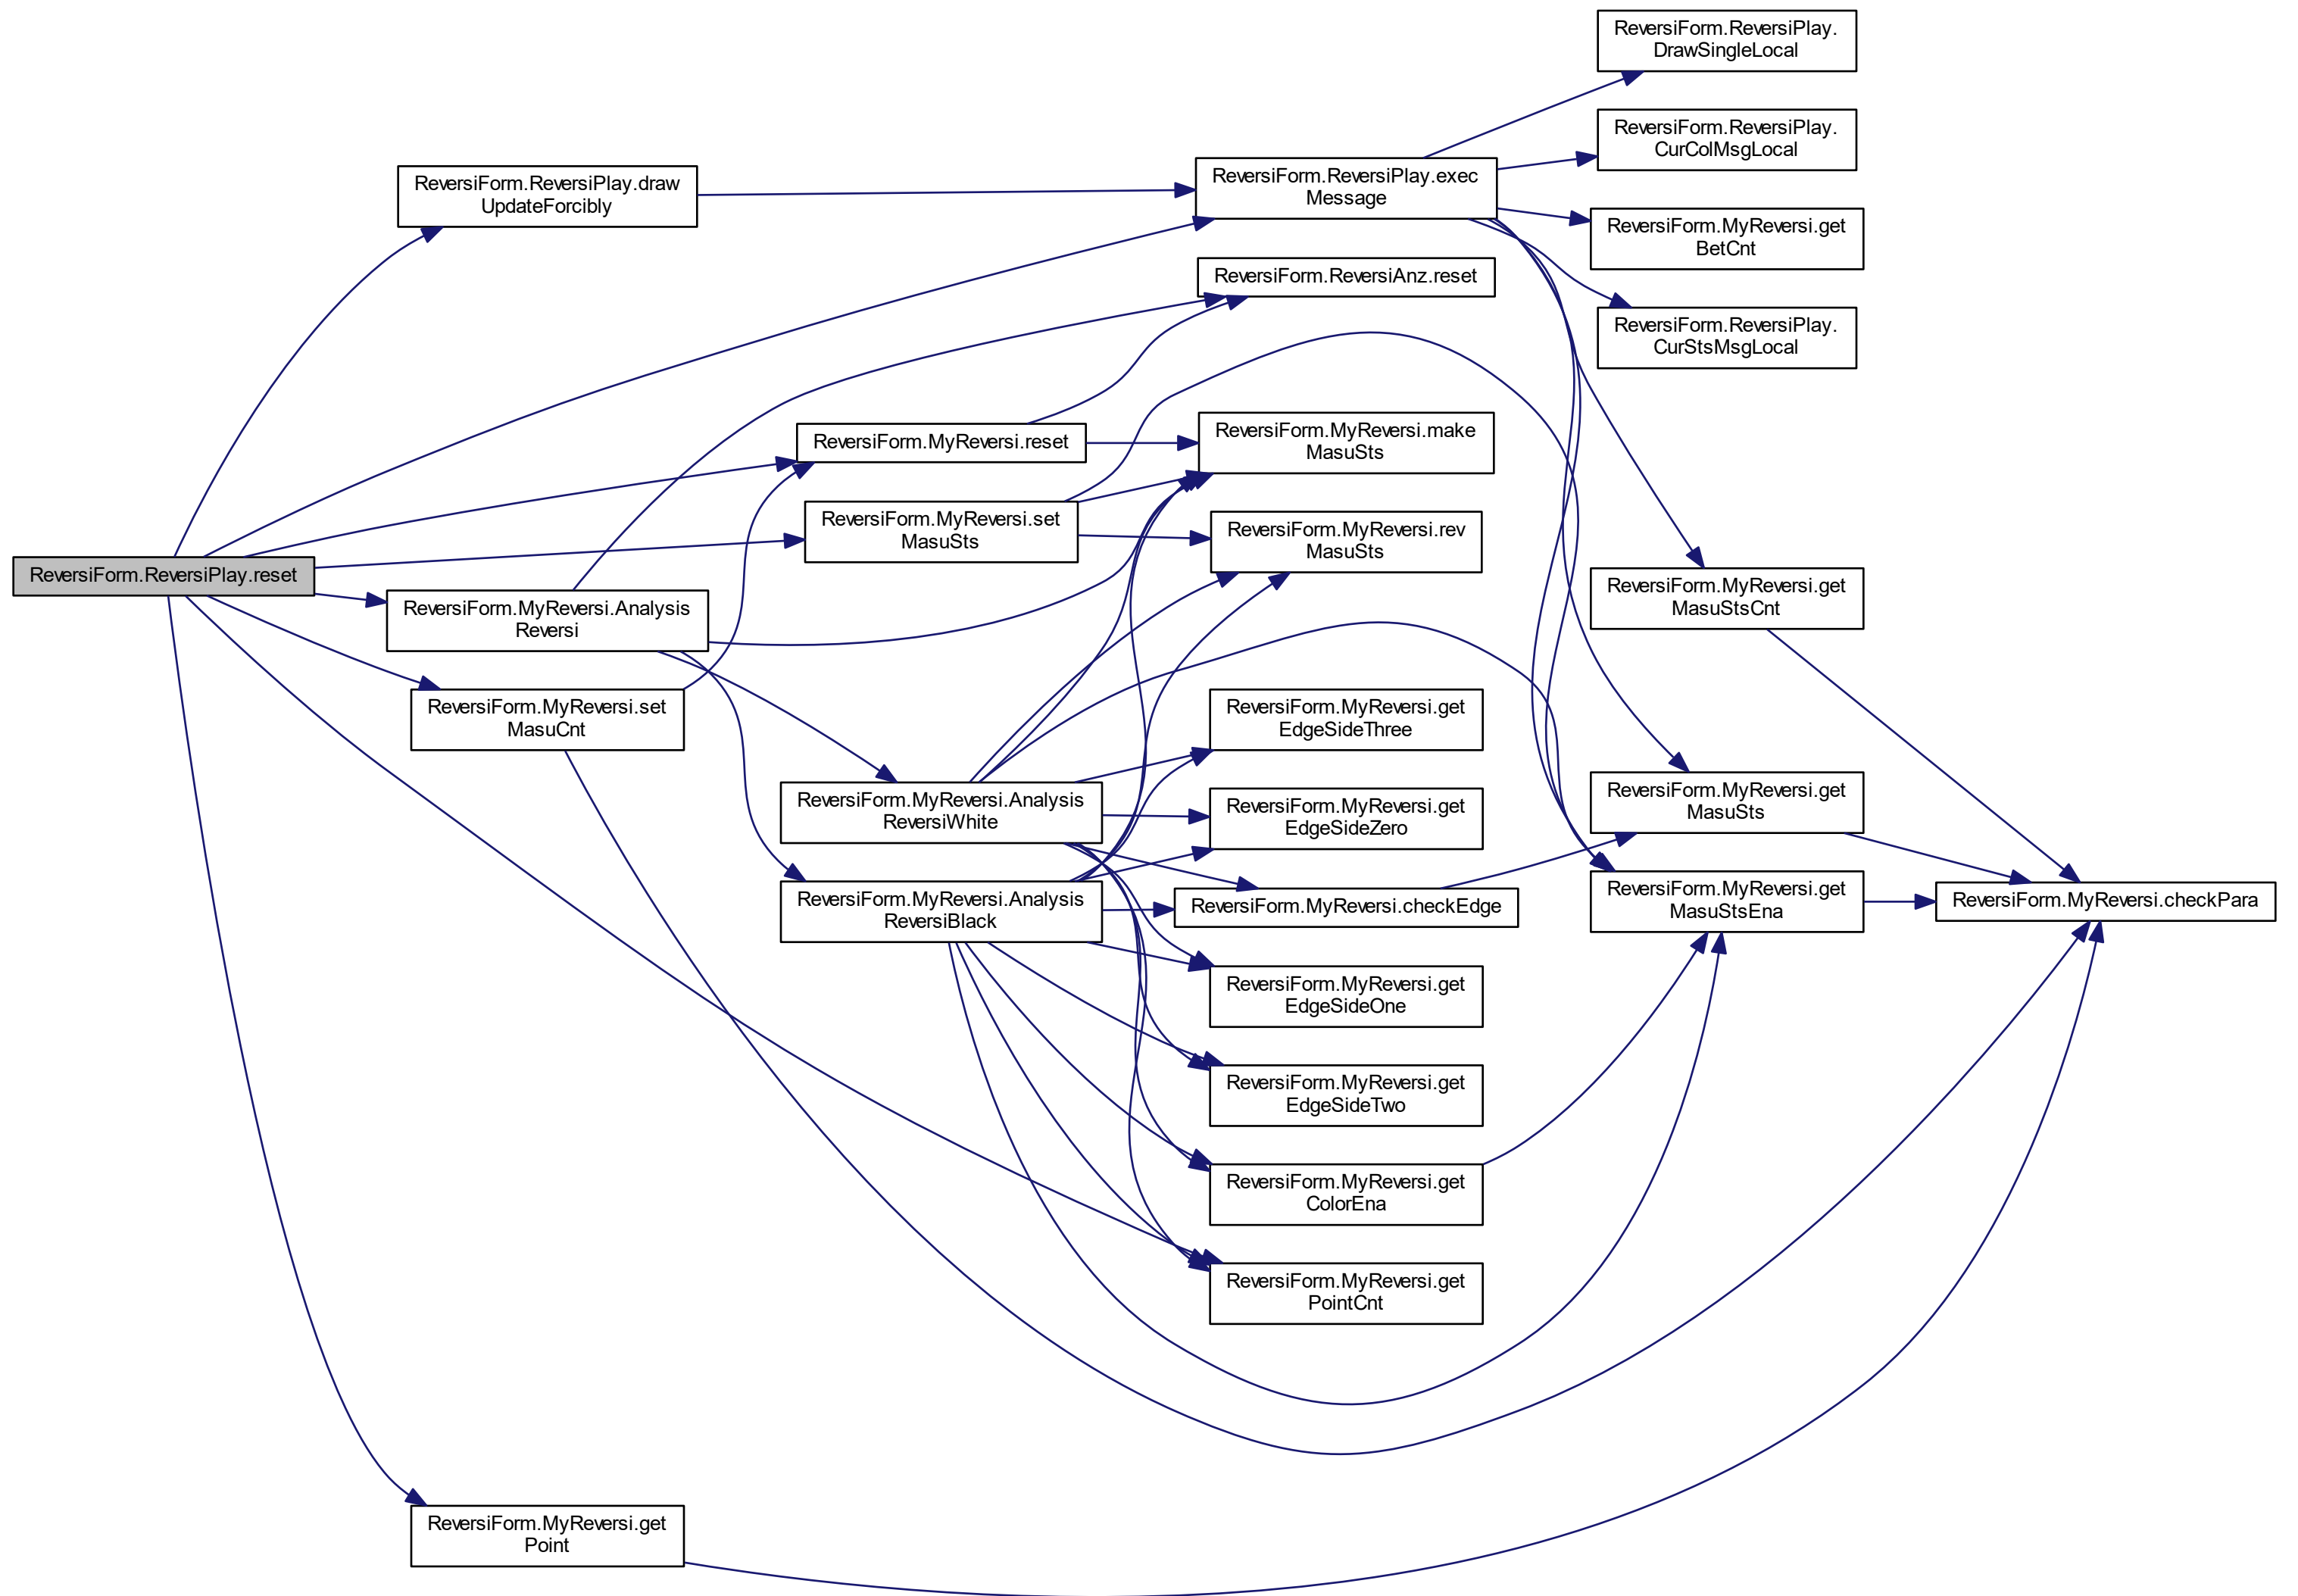 ReversiForm.ReversiPlay.reset
ReversiForm.ReversiPlay.draw
UpdateForcibly
ReversiForm.MyReversi.Analysis
Reversi
ReversiForm.MyReversi.set
MasuCnt
ReversiForm.MyReversi.get
Point
ReversiForm.MyReversi.reset
ReversiForm.MyReversi.set
MasuSts
ReversiForm.MyReversi.Analysis
ReversiWhite
ReversiForm.MyReversi.Analysis
ReversiBlack
ReversiForm.ReversiPlay.exec
Message
ReversiForm.ReversiAnz.reset
ReversiForm.MyReversi.make
MasuSts
ReversiForm.MyReversi.rev
MasuSts
ReversiForm.MyReversi.get
EdgeSideThree
ReversiForm.MyReversi.get
EdgeSideZero
ReversiForm.MyReversi.checkEdge
ReversiForm.MyReversi.get
EdgeSideOne
ReversiForm.MyReversi.get
EdgeSideTwo
ReversiForm.MyReversi.get
ColorEna
ReversiForm.MyReversi.get
PointCnt
ReversiForm.ReversiPlay.
DrawSingleLocal
ReversiForm.ReversiPlay.
CurColMsgLocal
ReversiForm.MyReversi.get
BetCnt
ReversiForm.ReversiPlay.
CurStsMsgLocal
ReversiForm.MyReversi.get
MasuStsCnt
ReversiForm.MyReversi.get
MasuSts
ReversiForm.MyReversi.get
MasuStsEna
ReversiForm.MyReversi.checkPara